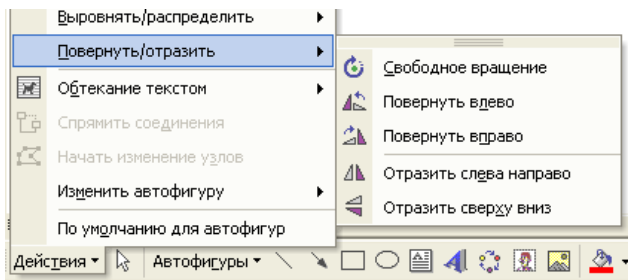 Выровнять/распределить
Повернуть/отразить
Обтекание текстом
Спрямить соединения
Начать изменение узлов
Изменить автофигуру
По умолчанию для автофигур
Свободное вращение
Повернуть влево
Повернуть вправо
Отразить слева направо
Отразить сверху вниз
Действия Автофигуры